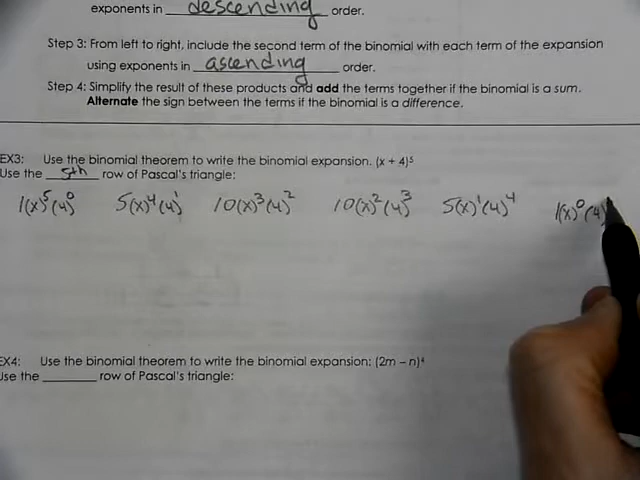 exponents in descending order.
Step 3: From left to right, include the second term of the binomial with each term of the expansion
using exponents in ascending order.
Step 4: Simplify the result of these products and add the terms together if the binomial is a sum.
Alternate the sign between the terms if the binomial is a difference.
EX3: Use the binomial theorem to write the binomial expansion. (x + 4)⁵
Use the 5th row of Pascal's triangle:
1(x)⁵(4)⁰ 5(x)⁴(4)¹ 10(x)³(4)² 10(x)²(4)³ 5(x)¹(4)⁴ 1(x)⁰(4)
EX4: Use the binomial theorem to write the binomial expansion: (2m – n)⁴
Use the ______ row of Pascal's triangle: